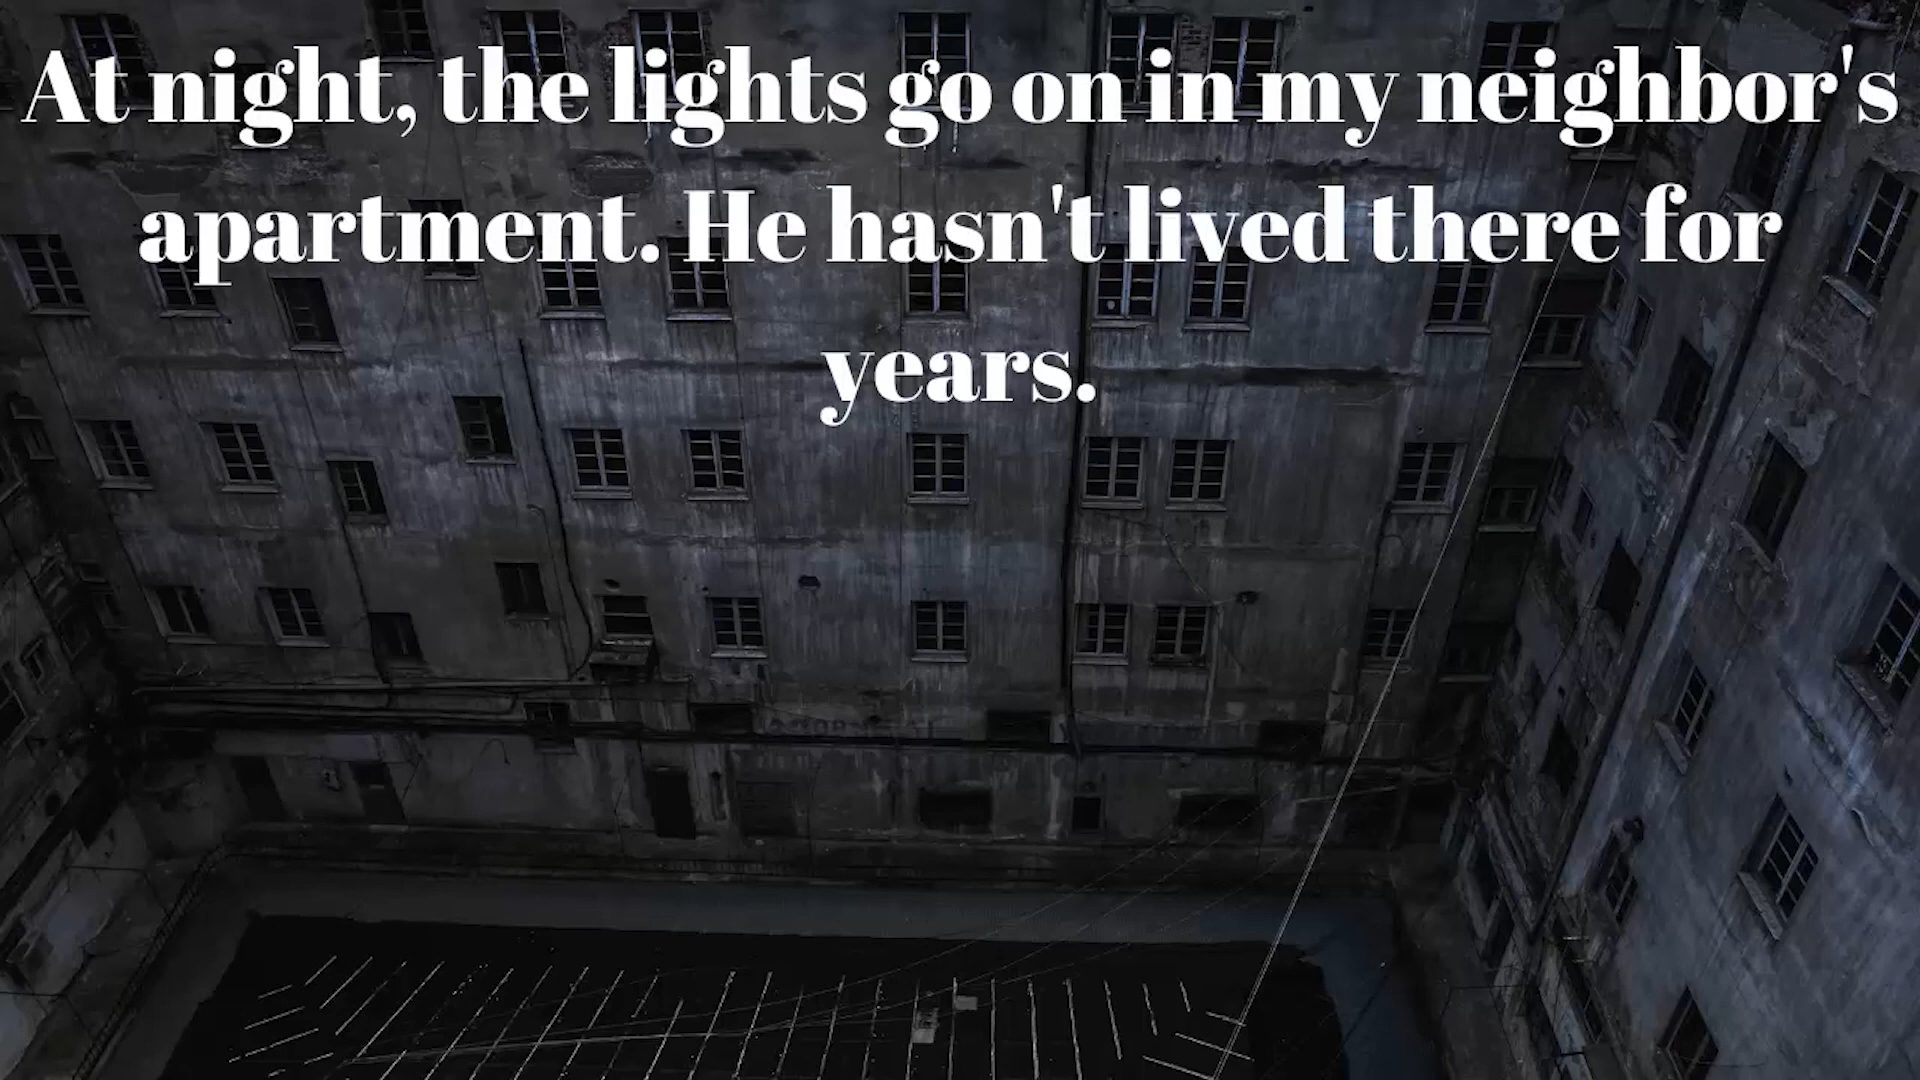 At night, the lights go on in my neighbor's
apartment. He hasn't lived there for
years.